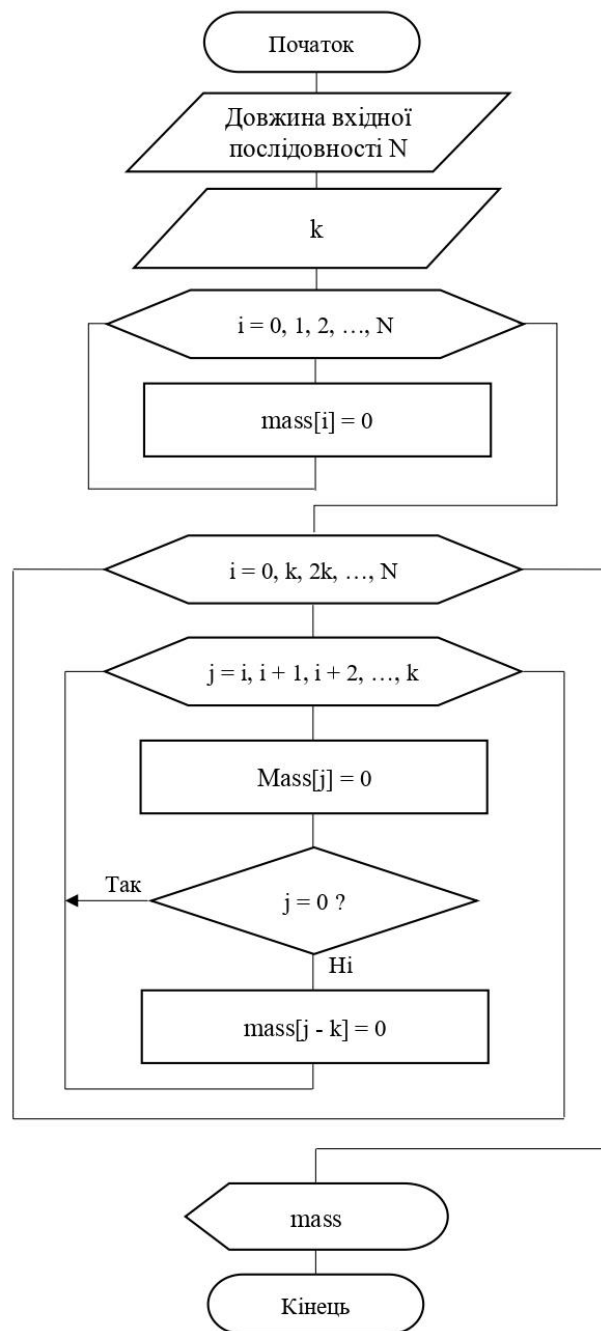 Початок
Довжина вхідної
послідовності N
k
i = 0, 1, 2, …, N
mass[i] = 0
i = 0, k, 2k, …, N
j = i, i + 1, i + 2, …, k
Mass[j] = 0
Так
j = 0 ?
Ні
mass[j - k] = 0
mass
Кінець